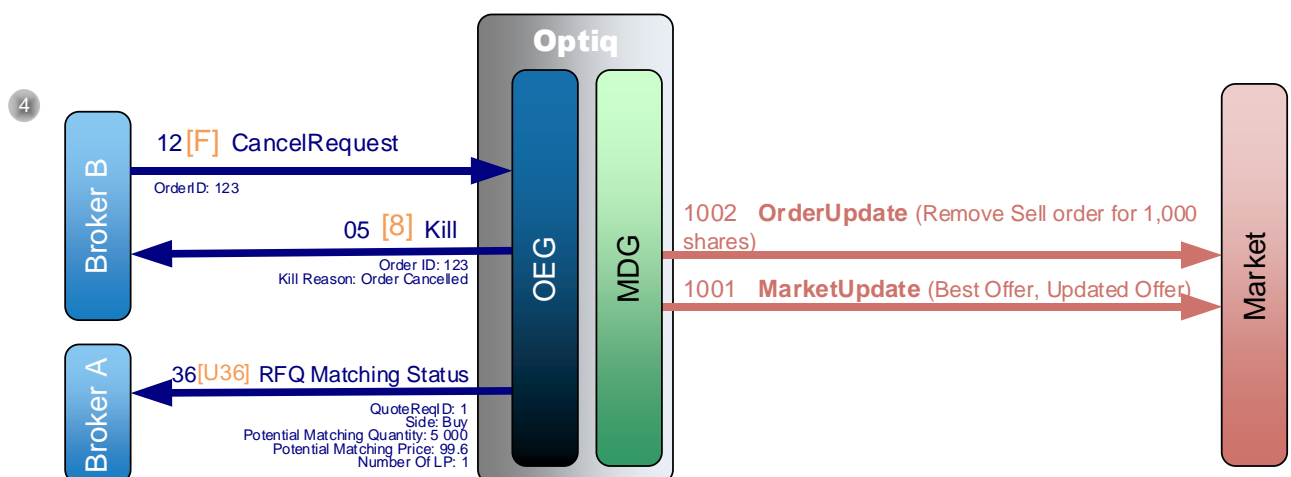 Optiq
4
Broker B
12 [F] CancelRequest
OrderID: 123
05 [8] Kill
Order ID: 123
Kill Reason: Order Cancelled
OEG
MDG
1002 OrderUpdate (Remove Sell order for 1,000
shares)
1001 MarketUpdate (Best Offer, Updated Offer)
Market
Broker A
36[U36] RFQ Matching Status
QuoteReqID: 1
Side: Buy
Potential Matching Quantity: 5 000
Potential Matching Price: 99.6
Number Of LP: 1